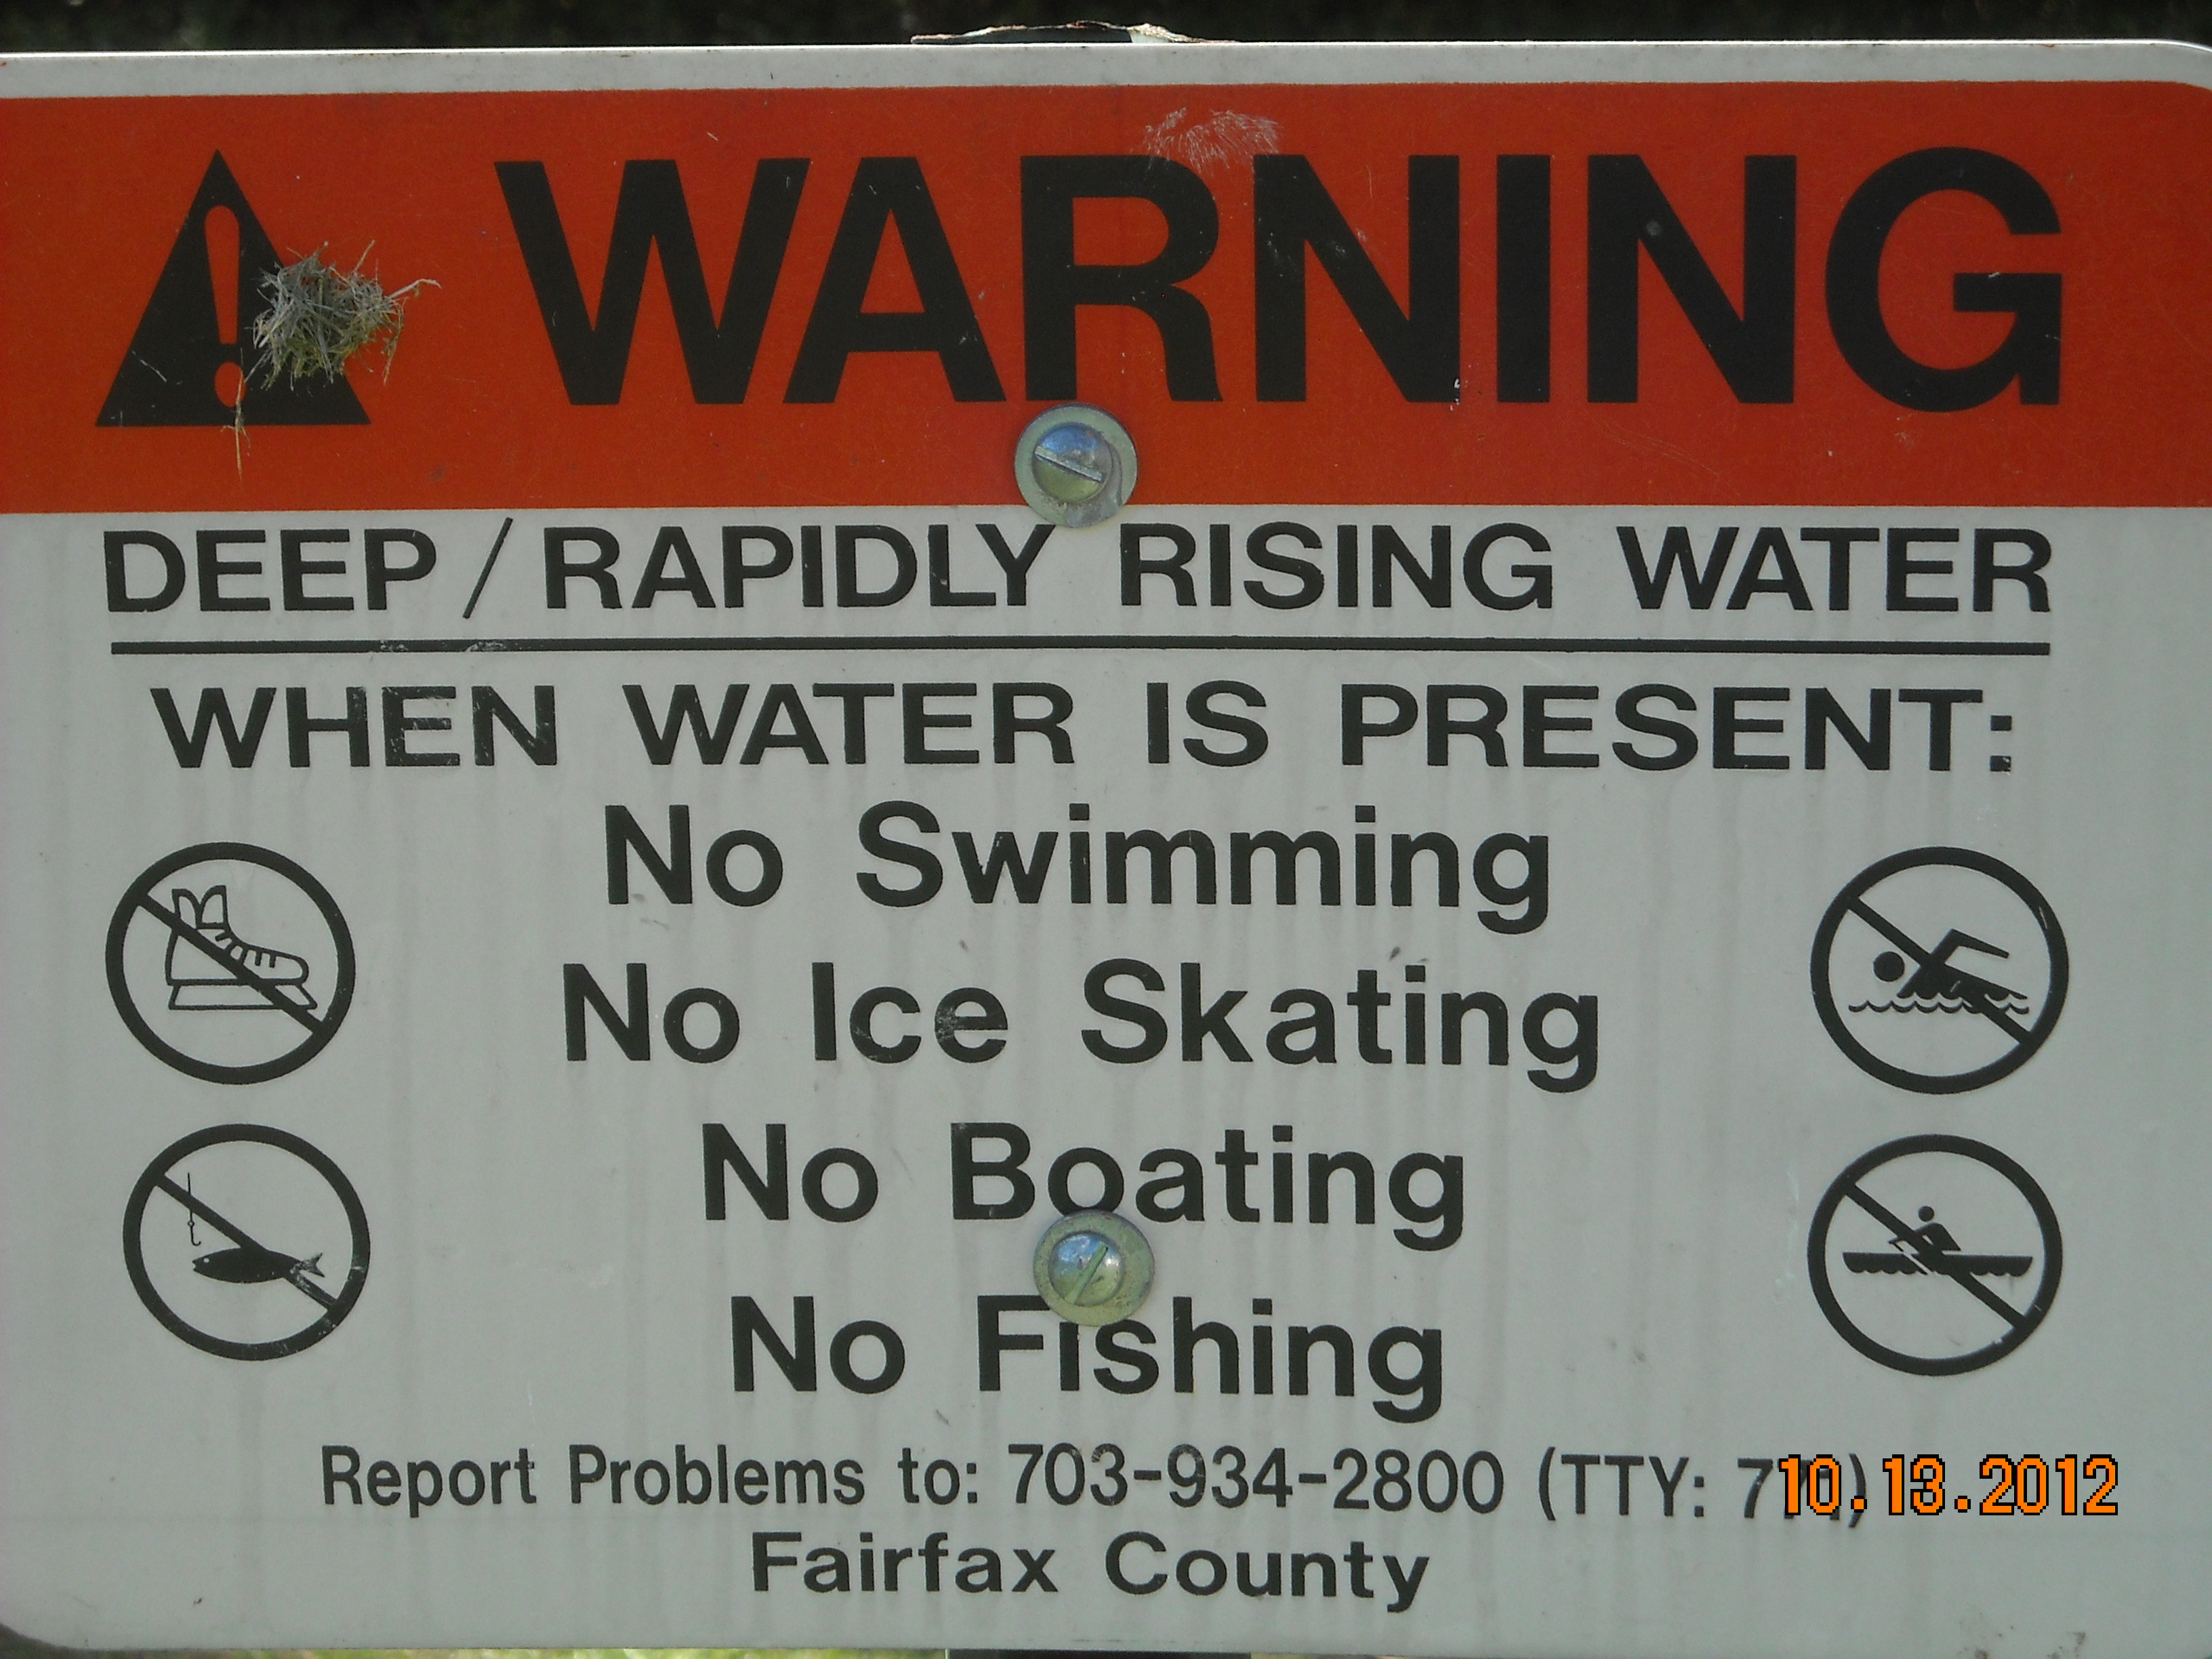 WARNING
DEEP / RAPIDLY RISING WATER
WHEN WATER IS PRESENT:
No Swimming
No Ice Skating
No Boating
No Fishing
Report Problems to: 703-934-2800 (TTY:
10.13.2012
Fairfax County